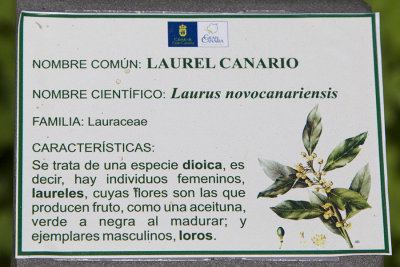 NOMBRE COMÚN: LAUREL CANARIO
NOMBRE CIENTÍFICO: Laurus novocanariensis
FAMILIA: Lauraceae
CARACTERÍSTICAS:
Se trata de una especie dioica, es
decir, hay individuos femeninos,
laureles, cuyas flores son las que
producen fruto, como una aceituna,
verde a negra al madurar; y
ejemplares masculinos, loros.